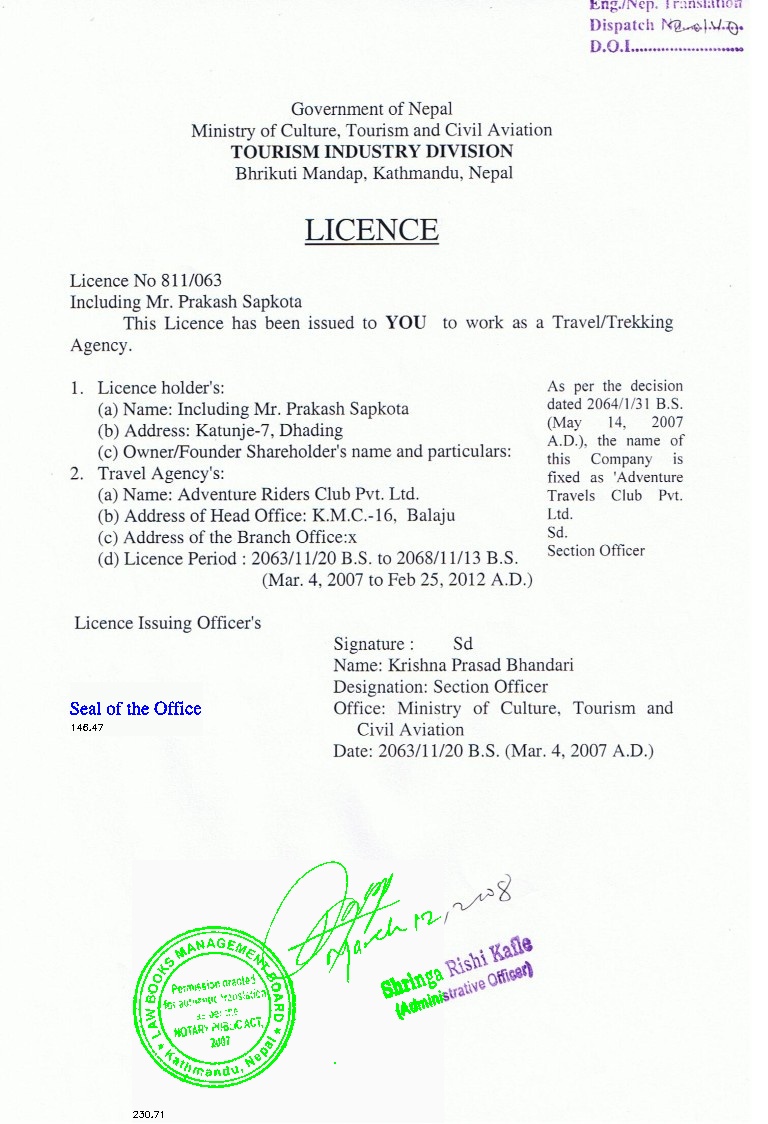 Eng./Nep. Translation
Dispatch
D.O.I.
Government of Nepal
Ministry of Culture, Tourism and Civil Aviation
TOURISM INDUSTRY DIVISION
Bhrikuti Mandap, Kathmandu, Nepal
LICENCE
Licence No 811/063
Including Mr. Prakash Sapkota
This Licence has been issued to YOU to work as a Travel/Trekking
Agency.
1. Licence holder's:
(a) Name: Including Mr. Prakash Sapkota
(b) Address: Katunje-7, Dhading
(c) Owner/Founder Shareholder's name and particulars:
2. Travel Agency's:
(a) Name: Adventure Riders Club Pvt. Ltd.
(b) Address of Head Office: K.M.C.-16, Balaju
(c) Address of the Branch Office:x
(d) Licence Period : 2063/11/20 B.S. to 2068/11/13 B.S.
(Mar. 4, 2007 to Feb 25, 2012 A.D.)
As per the decision
dated 2064/1/31 B.S.
(May 14, 2007
A.D.), the name of
this Company is
fixed as 'Adventure
Travels Club Pvt.
Ltd.
Sd.
Section Officer
Licence Issuing Officer's
Signature : Sd
Name: Krishna Prasad Bhandari
Designation: Section Officer
Office: Ministry of Culture, Tourism and
Civil Aviation
Date: 2063/11/20 B.S. (Mar. 4, 2007 A.D.)
Seal of the Office
146.47
March 12, 2008
Shringa Rishi Kafle
(Administrative Officer)
LAW BOOKS MANAGEMENT BOARD
Permission granted
for authentic translation
as per the
NOTARY PUBLIC ACT,
2007
Kathmandu, Nepal
230.71